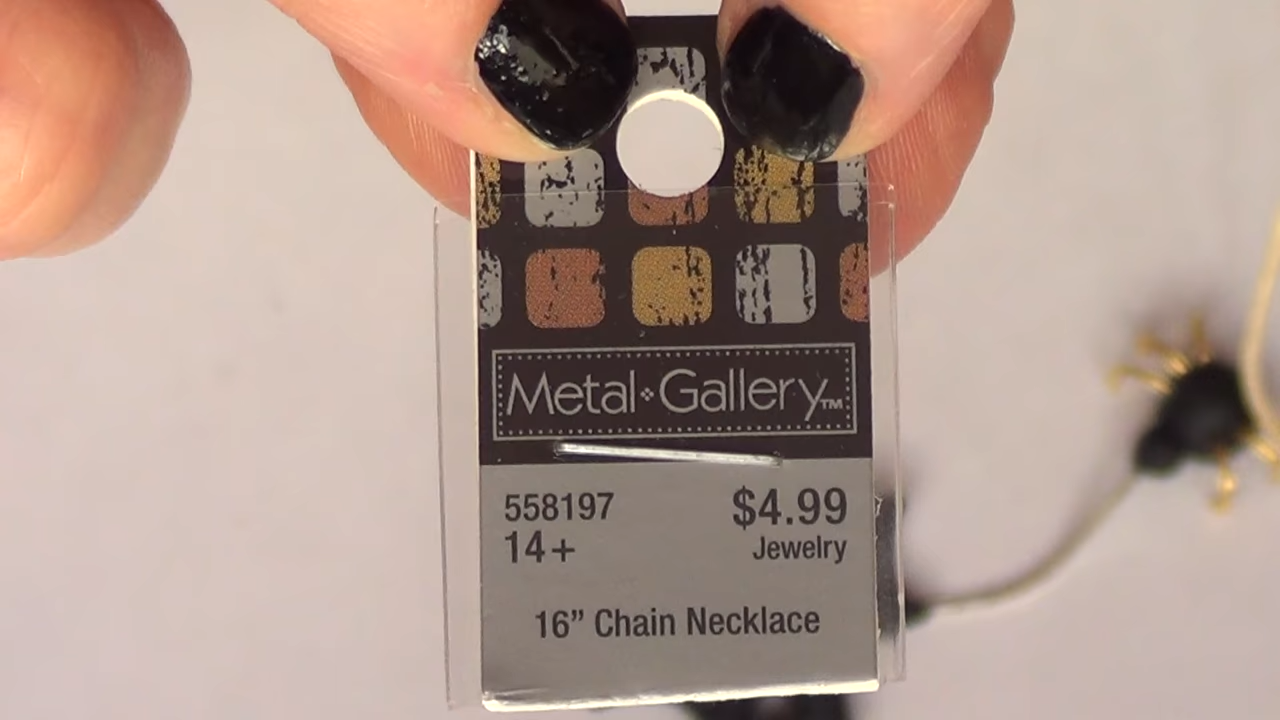 Metal Gallery™
558197 $4.99
14+ Jewelry
16” Chain Necklace